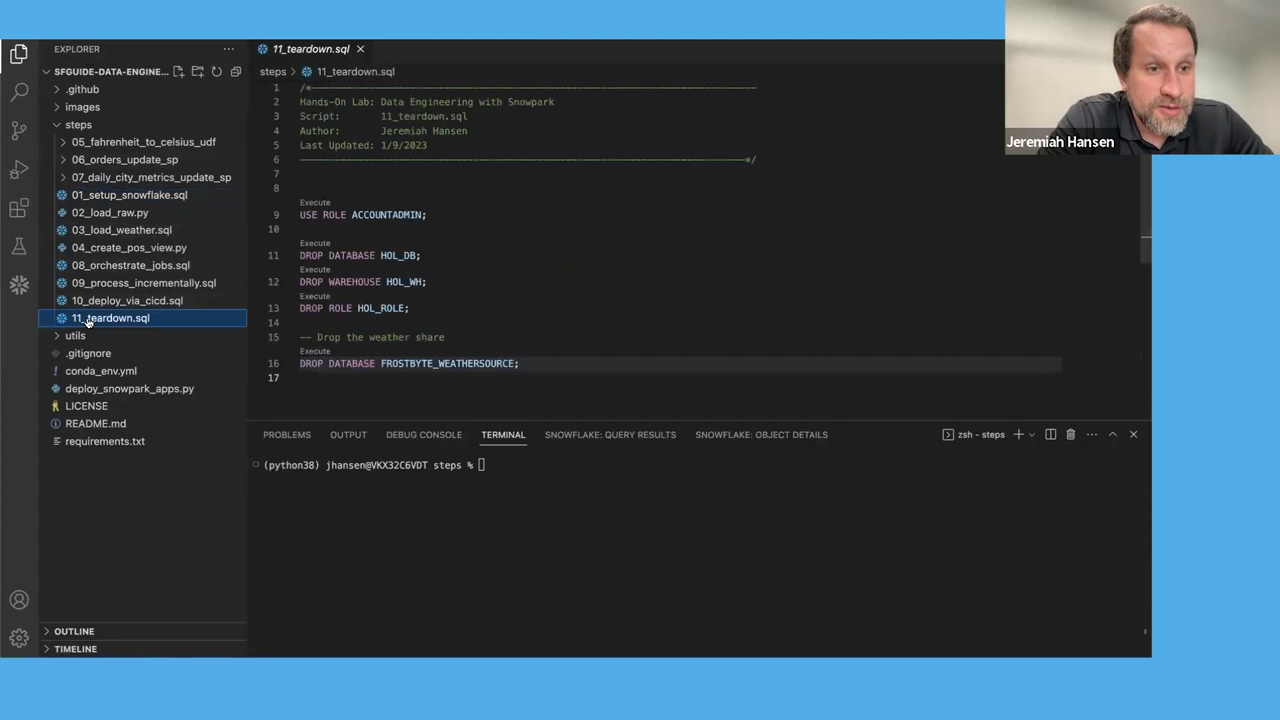 EXPLORER
SFGUIDE-DATA-ENGINE...
.github
images
steps
05_fahrenheit_to_celsius_udf
06_orders_update_sp
07_daily_city_metrics_update_sp
01_setup_snowflake.sql
02_load_raw.py
03_load_weather.sql
04_create_pos_view.py
08_orchestrate_jobs.sql
09_process_incrementally.sql
10_deploy_via_cicd.sql
11_teardown.sql
utils
.gitignore
conda_env.yml
deploy_snowpark_apps.py
LICENSE
README.md
requirements.txt
OUTLINE
TIMELINE
11_teardown.sql
steps > 11_teardown.sql
1 /*
2 Hands-On Lab: Data Engineering with Snowpark
3 Script: 11_teardown.sql
4 Author: Jeremiah Hansen
5 Last Updated: 1/9/2023
6 */
7
8
Execute
9 USE ROLE ACCOUNTADMIN;
10
Execute
11 DROP DATABASE HOL_DB;
Execute
12 DROP WAREHOUSE HOL_WH;
Execute
13 DROP ROLE HOL_ROLE;
14
15 -- Drop the weather share
Execute
16 DROP DATABASE FROSTBYTE_WEATHERSOURCE;
17
PROBLEMS OUTPUT DEBUG CONSOLE TERMINAL SNOWFLAKE: QUERY RESULTS SNOWFLAKE: OBJECT DETAILS zsh - steps
(python38) jhansen@VKX32C6VDT steps %
Jeremiah Hansen